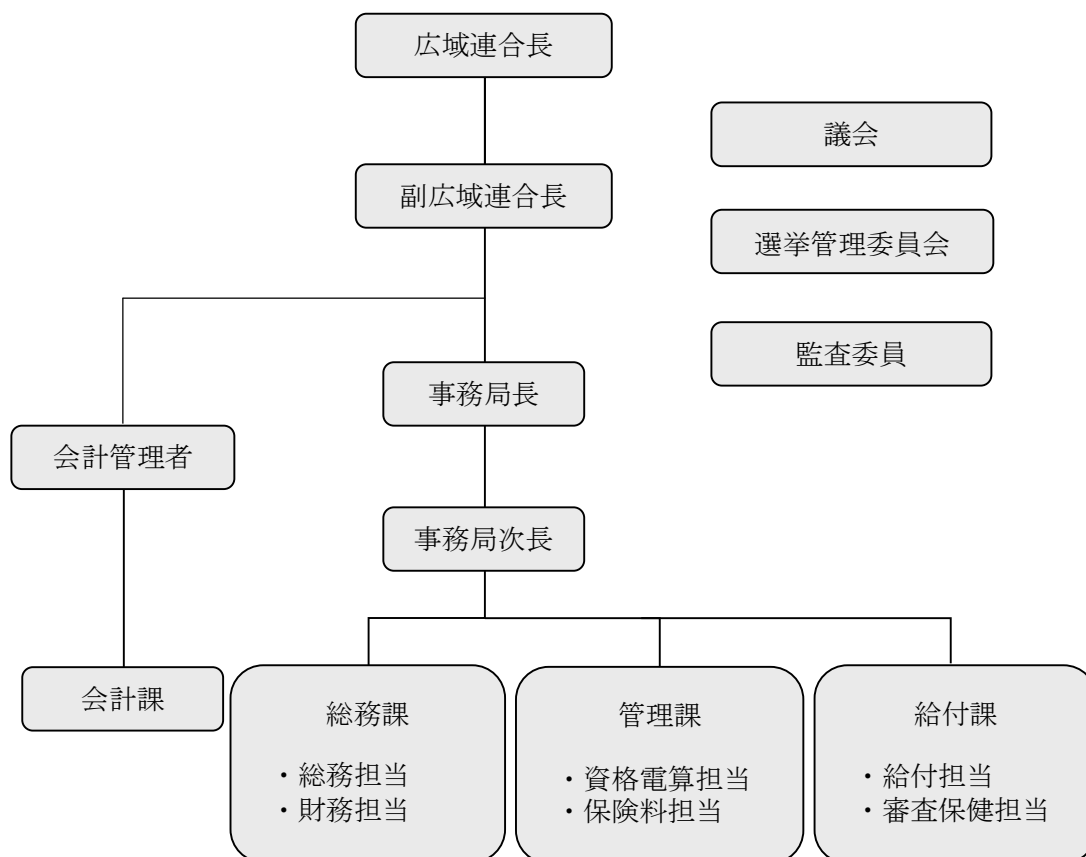 広域連合長
議会
副広域連合長
選挙管理委員会
監査委員
事務局長
会計管理者
事務局次長
会計課
総務課
・総務担当
・財務担当
管理課
・資格電算担当
・保険料担当
給付課
・給付担当
・審査保健担当